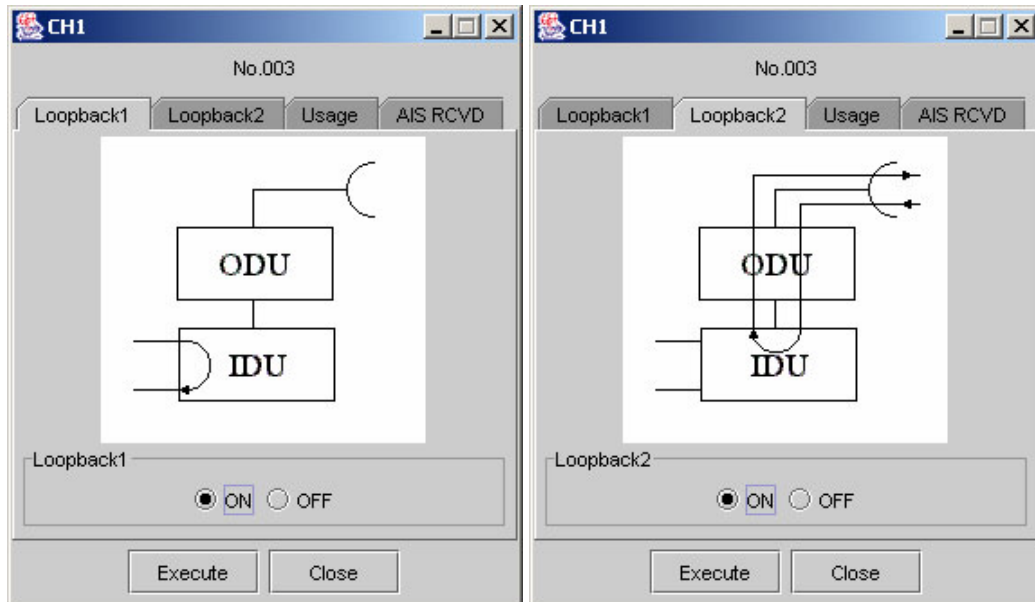 CH1
No.003
Loopback1 Loopback2 Usage AIS RCVD
ODU
IDU
Loopback1
ON OFF
Execute Close
CH1
No.003
Loopback1 Loopback2 Usage AIS RCVD
ODU
IDU
Loopback2
ON OFF
Execute Close